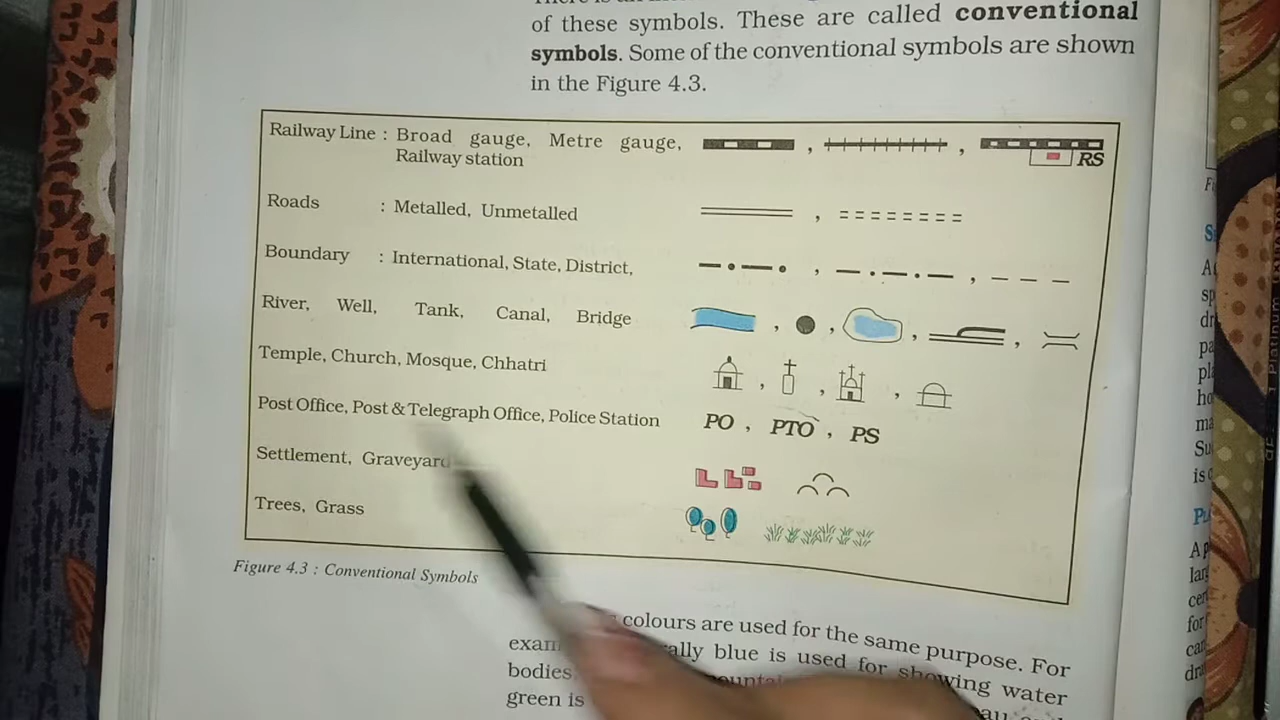 of these symbols. These are called conventional
symbols. Some of the conventional symbols are shown
in the Figure 4.3.
Railway Line : Broad gauge, Metre gauge, , ,
Railway station RS
Roads : Metalled, Unmetalled ,
Boundary : International, State, District, , ,
River, Well, Tank, Canal, Bridge , , , ,
Temple, Church, Mosque, Chhatri , , ,
Post Office, Post & Telegraph Office, Police Station PO , PTO , PS
Settlement, Graveyard
Trees, Grass
Figure 4.3 : Conventional Symbols
colours are used for the same purpose. For
blue is used for showing water
bodies
green is